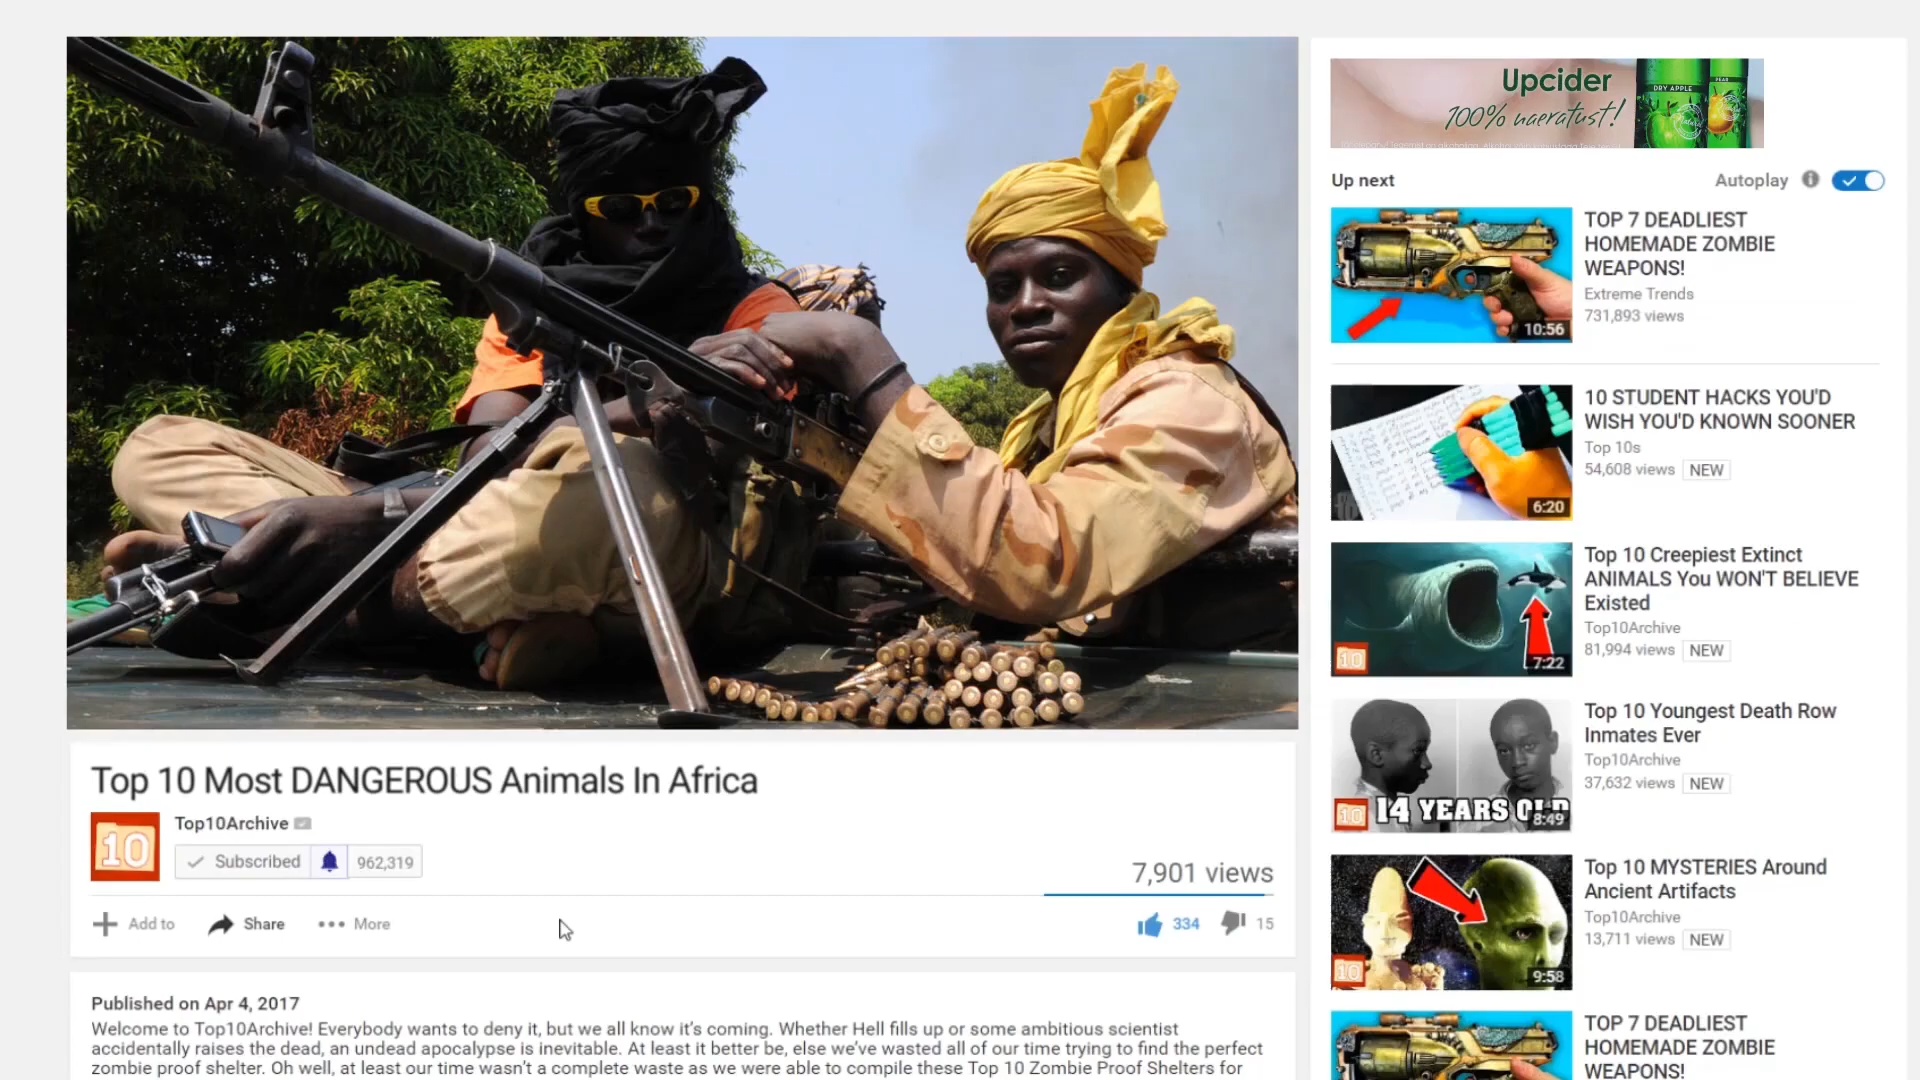 Top 10 Most DANGEROUS Animals In Africa
10
Top10Archive
Subscribed
962,319
7,901 views
Add to
Share
More
334
15
Published on Apr 4, 2017
Welcome to Top10Archive! Everybody wants to deny it, but we all know it's coming. Whether Hell fills up or some ambitious scientist
accidentally raises the dead, an undead apocalypse is inevitable. At least it better be, else we've wasted all of our time trying to find the perfect
zombie proof shelter. Oh well, at least our time wasn't a complete waste as we were able to compile these Top 10 Zombie Proof Shelters for
Upcider
100% naeratust!
DRY APPLE
PEAR
Up next
Autoplay
TOP 7 DEADLIEST
HOMEMADE ZOMBIE
WEAPONS!
Extreme Trends
731,893 views
10:56
10 STUDENT HACKS YOU'D
WISH YOU'D KNOWN SOONER
Top 10s
54,608 views NEW
6:20
Top 10 Creepiest Extinct
ANIMALS You WON'T BELIEVE
Existed
Top10Archive
81,994 views NEW
10
7:22
Top 10 Youngest Death Row
Inmates Ever
Top10Archive
37,632 views NEW
10
14 YEARS OLD
8:49
Top 10 MYSTERIES Around
Ancient Artifacts
Top10Archive
13,711 views NEW
10
9:58
TOP 7 DEADLIEST
HOMEMADE ZOMBIE
WEAPONS!